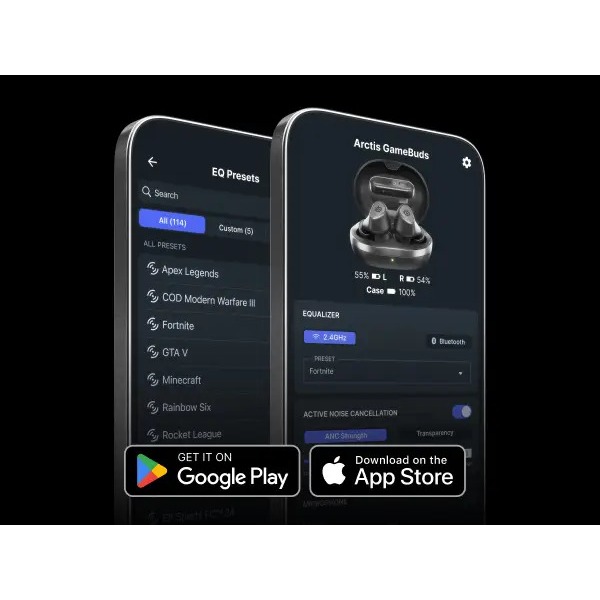 EQ Presets
Search
All (114)
Custom (5)
ALL PRESETS
Apex Legends
COD Modern Warfare III
Fortnite
GTA V
Minecraft
Rainbow Six
Rocket League
Arctis GameBuds
55% L R 54%
Case 100%
EQUALIZER
2.4GHz
Bluetooth
PRESET
Fortnite
ACTIVE NOISE CANCELLATION
ANC Strength
Transparency
GET IT ON
Google Play
Download on the
App Store
MICROPHONE